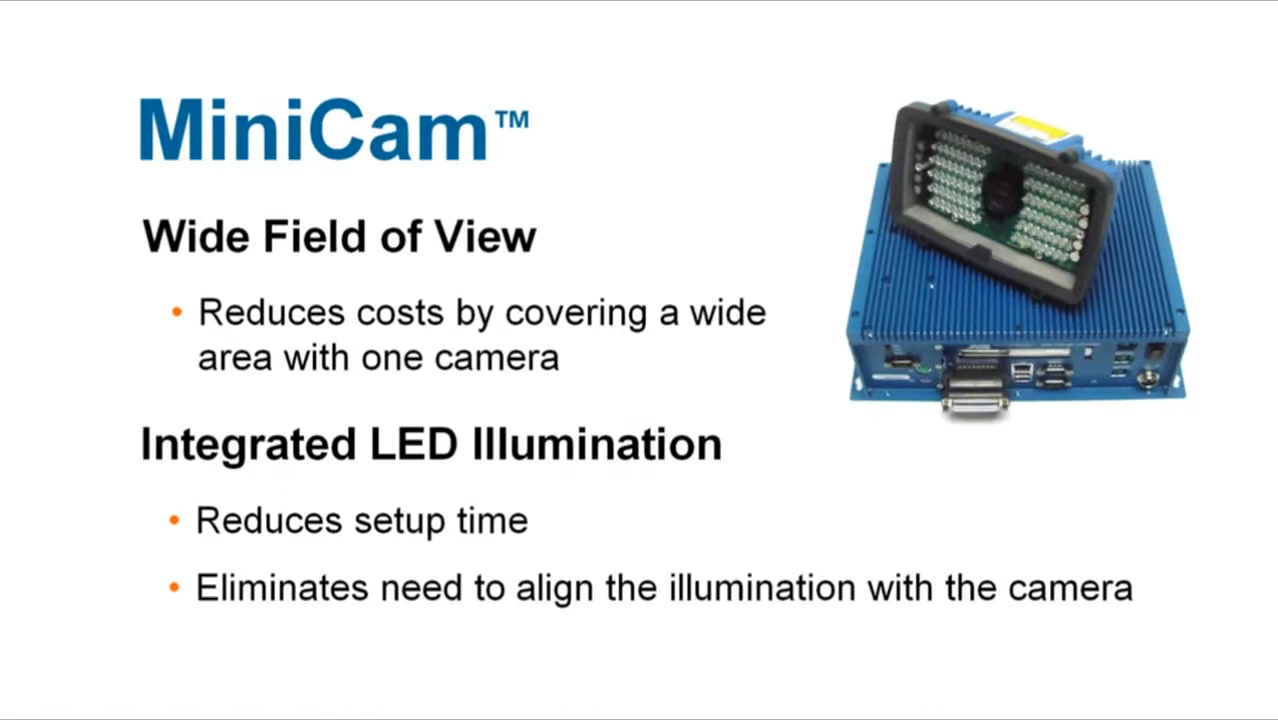 MiniCam™
Wide Field of View
• Reduces costs by covering a wide
area with one camera
Integrated LED Illumination
• Reduces setup time
• Eliminates need to align the illumination with the camera